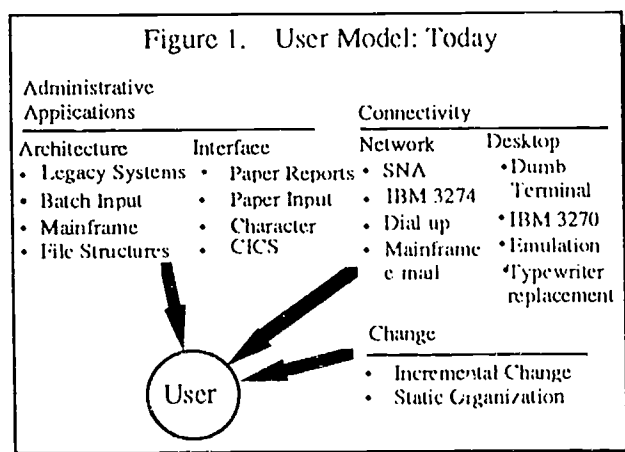 Figure 1. User Model: Today
Administrative
Applications
Architecture
• Legacy Systems
• Batch Input
• Mainframe
• File Structures
Interface
• Paper Reports
• Paper Input
• Character
• CICS
Connectivity
Network
• SNA
• IBM 3274
• Dial up
• Mainframe
e-mail
Desktop
• Dumb
Terminal
• IBM 3270
• Emulation
• Typewriter
replacement
Change
• Incremental Change
• Static Organization
User